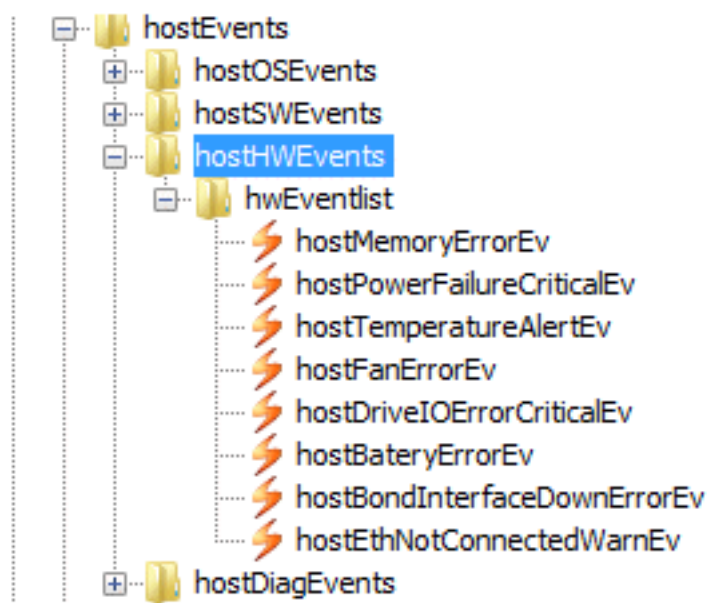 hostEvents
hostOSEvents
hostSWEvents
hostHWEvents
hwEventlist
hostMemoryErrorEv
hostPowerFailureCriticalEv
hostTemperatureAlertEv
hostFanErrorEv
hostDriveIOErrorCriticalEv
hostBateryErrorEv
hostBondInterfaceDownErrorEv
hostEthNotConnectedWarnEv
hostDiagEvents